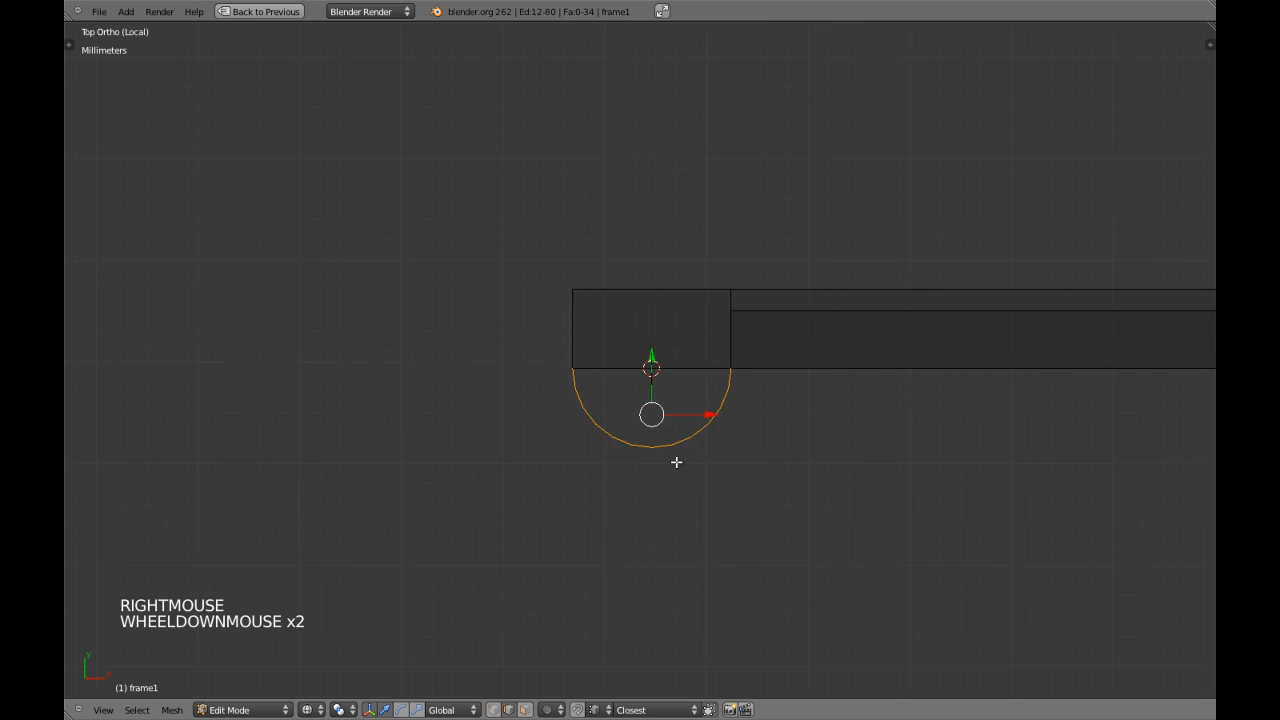 File Add Render Help Back to Previous Blender Render blender.org 262 | Ed:12-80 | Fa:0-34 | frame1
Top Ortho (Local)
Millimeters
RIGHTMOUSE
WHEELDOWNMOUSE x2
y
x
(1) frame1
View Select Mesh Edit Mode Global Closest